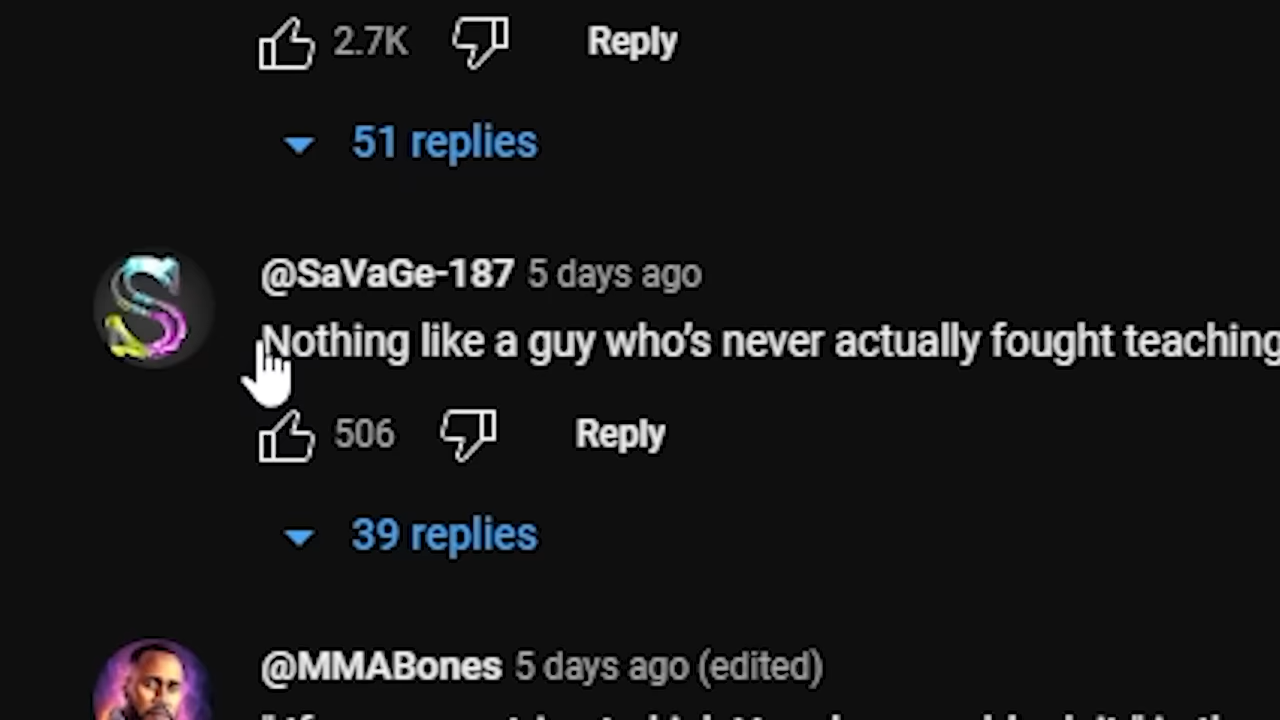 2.7K Reply
51 replies
@SaVaGe-187 5 days ago
Nothing like a guy who's never actually fought teaching
506 Reply
39 replies
@MMABones 5 days ago (edited)